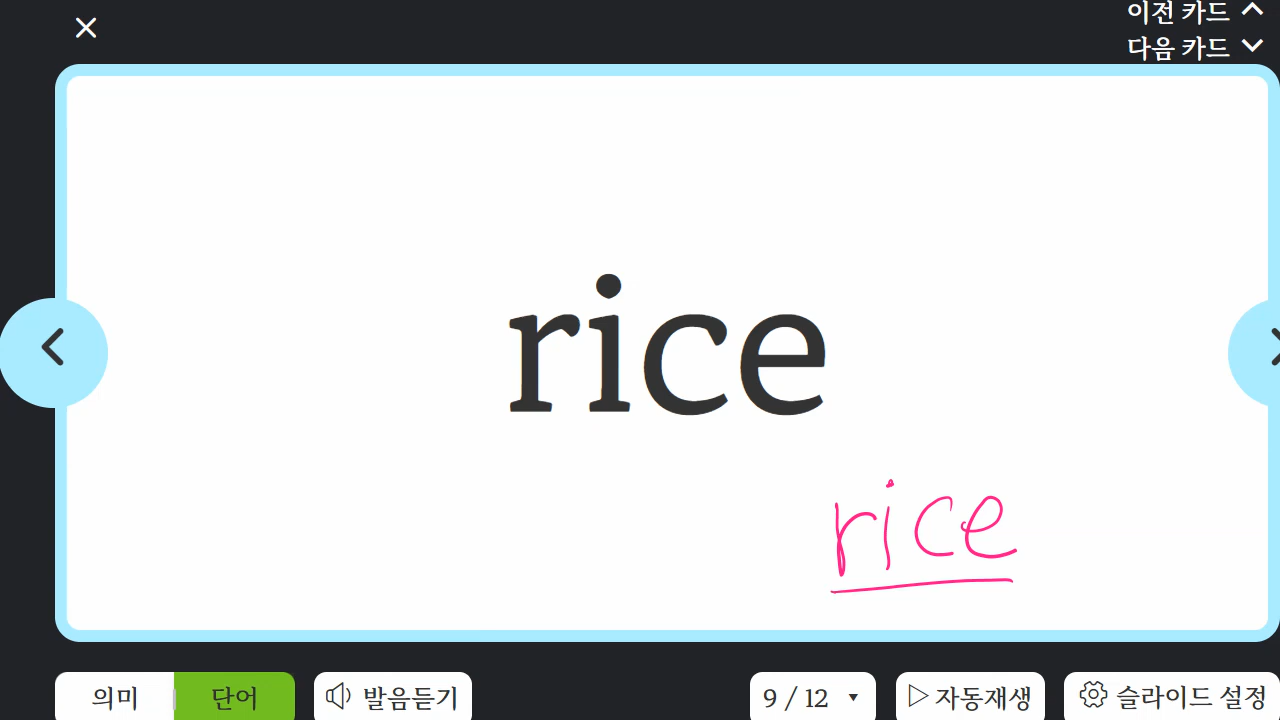 이전 카드
다음 카드
rice
rice
의미 단어 발음듣기 9 / 12 자동재생 슬라이드 설정